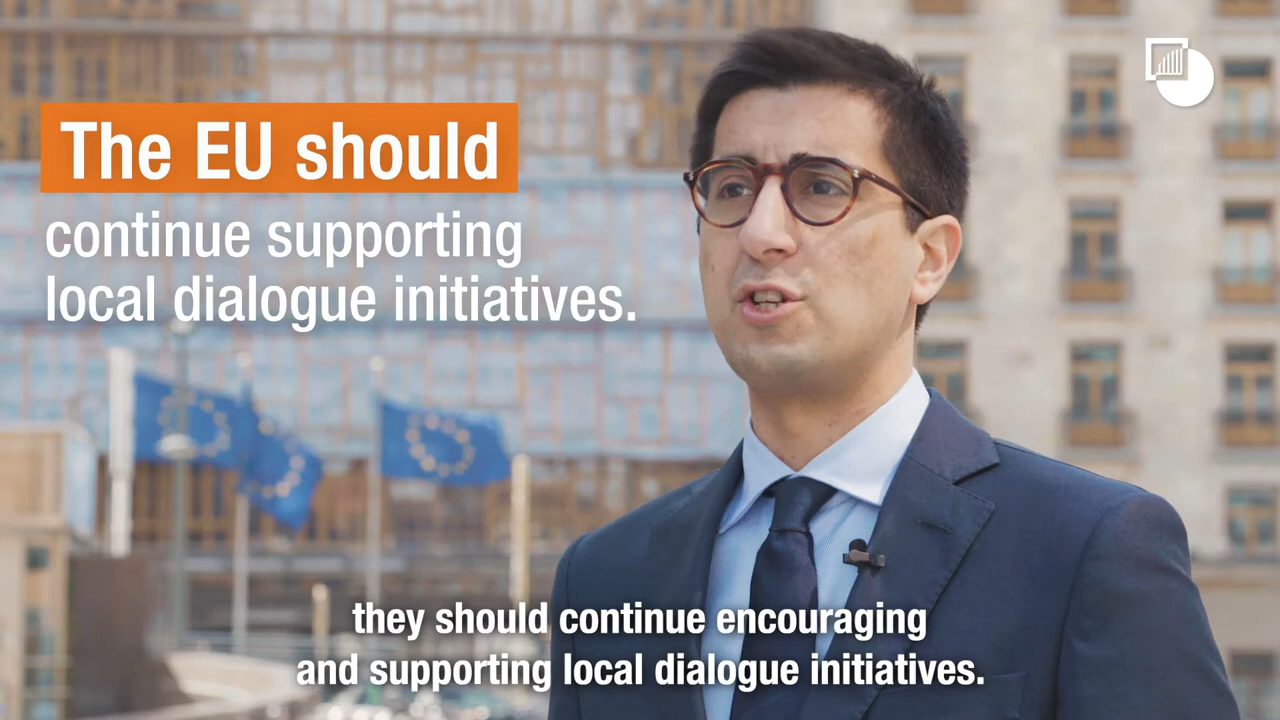 The EU should
continue supporting
local dialogue initiatives.
they should continue encouraging
and supporting local dialogue initiatives.